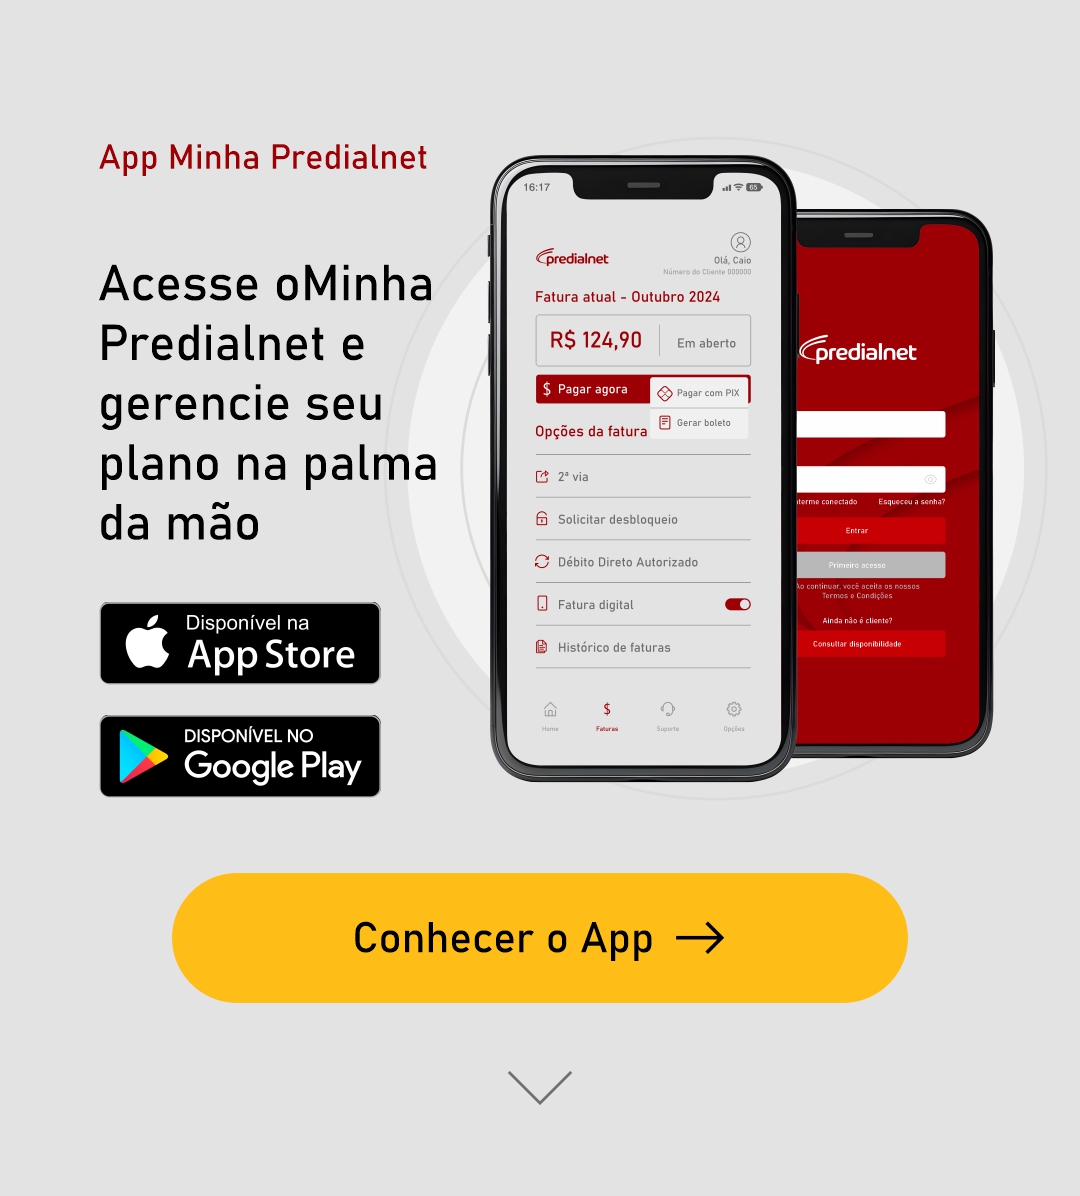 App Minha Predialnet
Acesse oMinha
Predialnet e
gerencie seu
plano na palma
da mão
Disponível na
App Store
DISPONÍVEL NO
Google Play
16:17
65
predialnet
Olá, Caio
Número do Cliente 000000
Fatura atual - Outubro 2024
R$ 124,90
Em aberto
$ Pagar agora
Pagar com PIX
Gerar boleto
Opções da fatura
2ª via
Solicitar desbloqueio
Débito Direto Autorizado
Fatura digital
Histórico de faturas
Home
$
Faturas
Suporte
Opções
predialnet
conectado
Esqueceu a senha?
Entrar
Primeiro acesso
Ao continuar, você aceita os nossos
Termos e Condições
Ainda não é cliente?
Consultar disponibilidade
Conhecer o App →